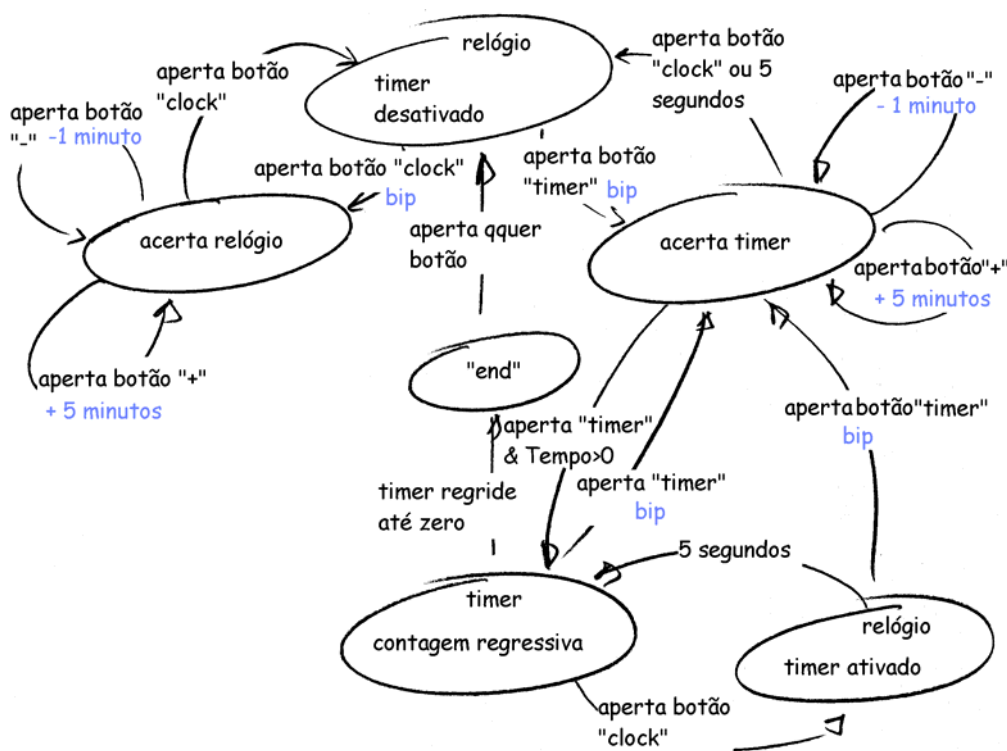 relógio
timer
desativado
aperta botão
"clock"
aperta botão
"clock" ou 5
segundos
aperta botão
"-" -1 minuto
aperta botão "-"
- 1 minuto
aperta botão "clock"
bip
aperta botão
"timer" bip
acerta relógio
aperta qquer
botão
acerta timer
aperta botão"+"
+ 5 minutos
aperta botão "+"
+ 5 minutos
"end"
aperta "timer"
& Tempo>0
aperta botão"timer"
bip
timer regride
até zero
aperta "timer"
bip
5 segundos
timer
contagem regressiva
relógio
timer ativado
aperta botão
"clock"